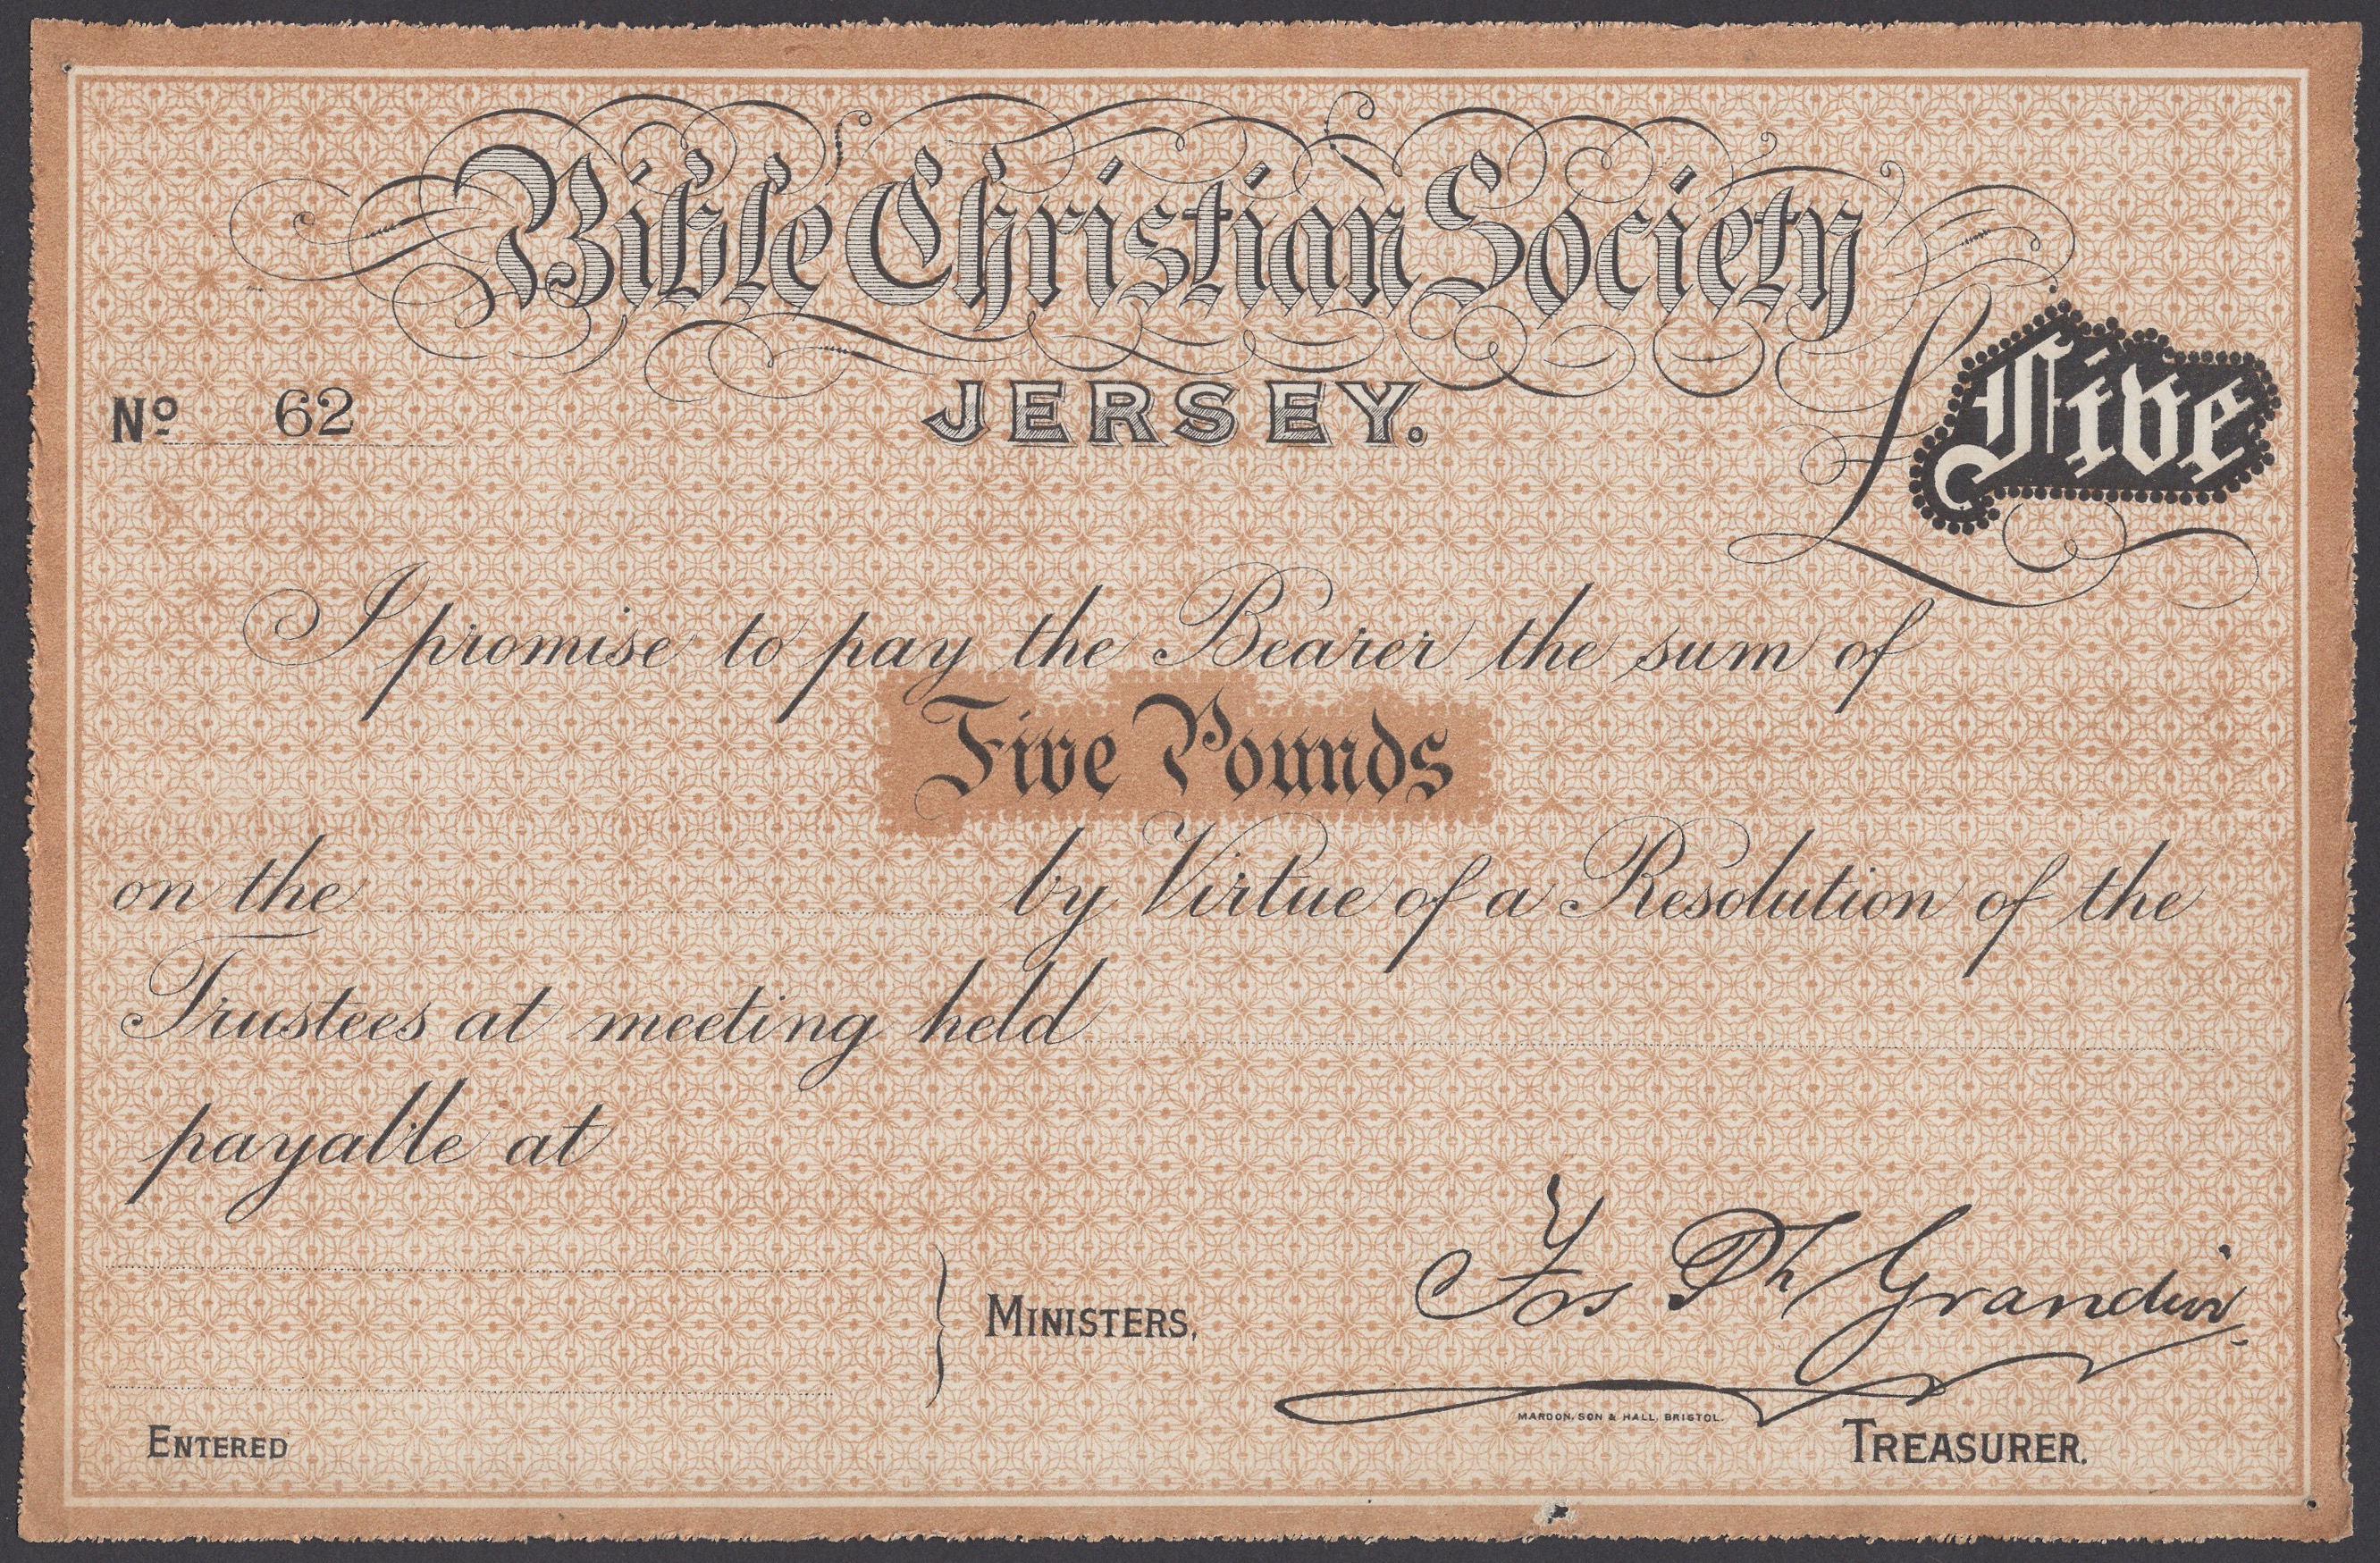 Bible Christian Society
JERSEY.
Nº 62
£ Five
I promise to pay the Bearer the sum of
Five Pounds
on the by Virtue of a Resolution of the
Trustees at meeting held
payable at
Jos Ph Grandin
MINISTERS,
MARDON, SON & HALL, BRISTOL.
ENTERED
TREASURER.